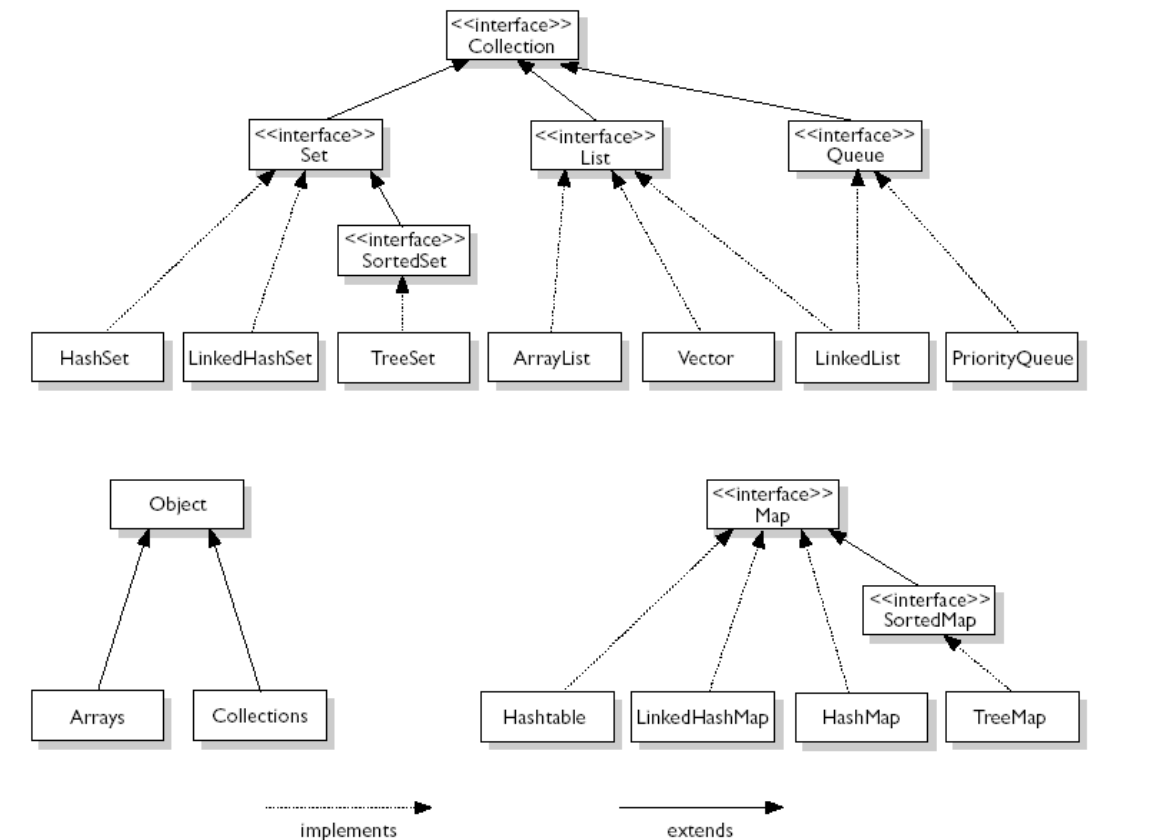 <<interface>>
Collection
<<interface>>
Set
<<interface>>
List
<<interface>>
Queue
<<interface>>
SortedSet
HashSet
LinkedHashSet
TreeSet
ArrayList
Vector
LinkedList
PriorityQueue
Object
<<interface>>
Map
<<interface>>
SortedMap
Arrays
Collections
Hashtable
LinkedHashMap
HashMap
TreeMap
implements
extends